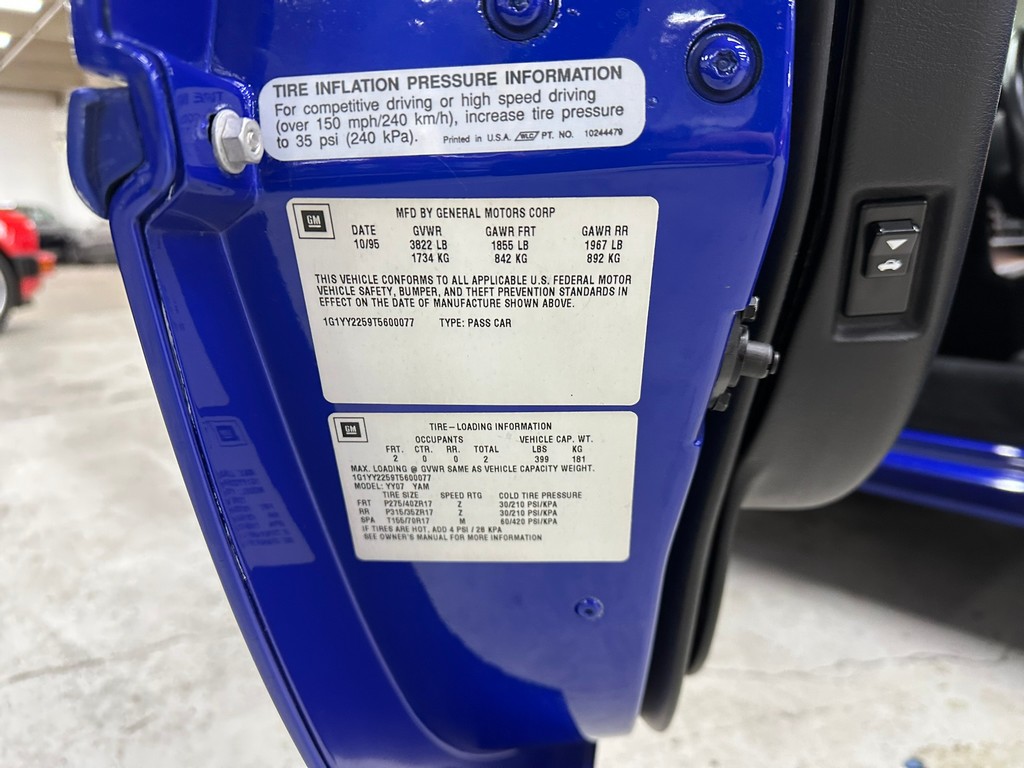 TIRE INFLATION PRESSURE INFORMATION
For competitive driving or high speed driving
(over 150 mph/240 km/h), increase tire pressure
to 35 psi (240 kPa). Printed in U.S.A. WLC PT. NO. 10244479
GM
MFD BY GENERAL MOTORS CORP
DATE GVWR GAWR FRT GAWR RR
10/95 3822 LB 1855 LB 1967 LB
1734 KG 842 KG 892 KG
THIS VEHICLE CONFORMS TO ALL APPLICABLE U.S. FEDERAL MOTOR
VEHICLE SAFETY, BUMPER, AND THEFT PREVENTION STANDARDS IN
EFFECT ON THE DATE OF MANUFACTURE SHOWN ABOVE.
1G1YY2259T5600077 TYPE: PASS CAR
GM
TIRE-LOADING INFORMATION
OCCUPANTS VEHICLE CAP. WT.
FRT. CTR. RR. TOTAL LBS KG
2 0 0 2 399 181
MAX. LOADING @ GVWR SAME AS VEHICLE CAPACITY WEIGHT.
1G1YY2259T5600077
MODEL: YY07 YAM
TIRE SIZE SPEED RTG COLD TIRE PRESSURE
FRT P275/40ZR17 Z 30/210 PSI/KPA
RR P315/35ZR17 Z 30/210 PSI/KPA
SPA T155/70R17 M 60/420 PSI/KPA
IF TIRES ARE HOT, ADD 4 PSI / 28 KPA
SEE OWNER'S MANUAL FOR MORE INFORMATION